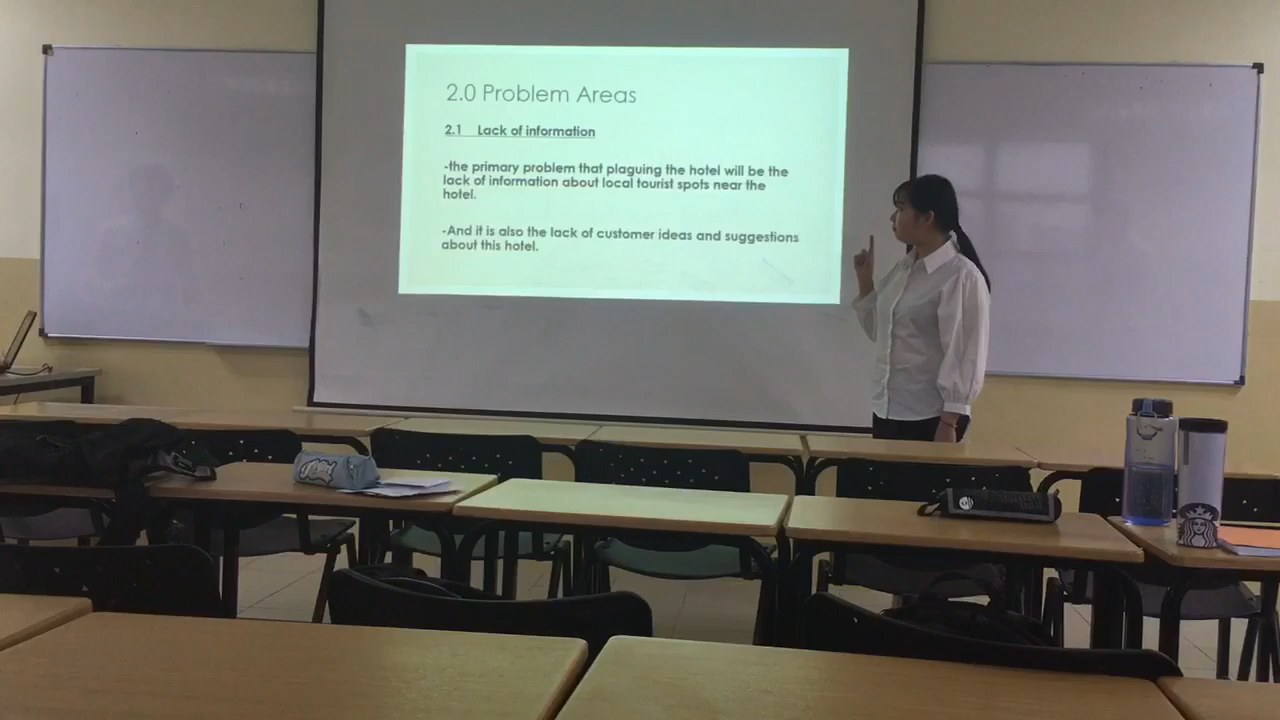 2.0 Problem Areas
2.1 Lack of information
-the primary problem that plaguing the hotel will be the
lack of information about local tourist spots near the
hotel.
-And it is also the lack of customer ideas and suggestions
about this hotel.